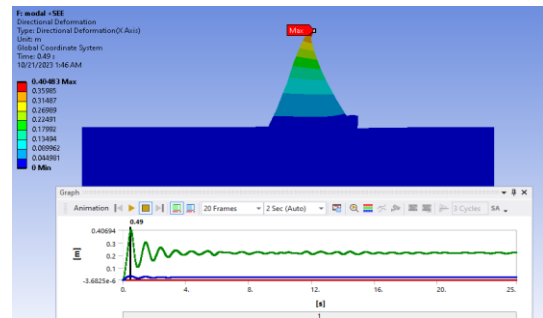 F: modal +SEE
Directional Deformation
Type: Directional Deformation(X Axis)
Unit: m
Global Coordinate System
Time: 0.49 s
10/21/2023 1:46 AM
0.40483 Max
0.35985
0.31487
0.26989
0.22491
0.17992
0.13494
0.089962
0.044981
0 Min
Max
Graph
Animation 20 Frames 2 Sec (Auto) 3 Cycles SA
0.49
0.40694
0.3
0.2
0.1
-3.6825e-6
[m]
0. 4. 8. 12. 16. 20. 25.
[s]
1